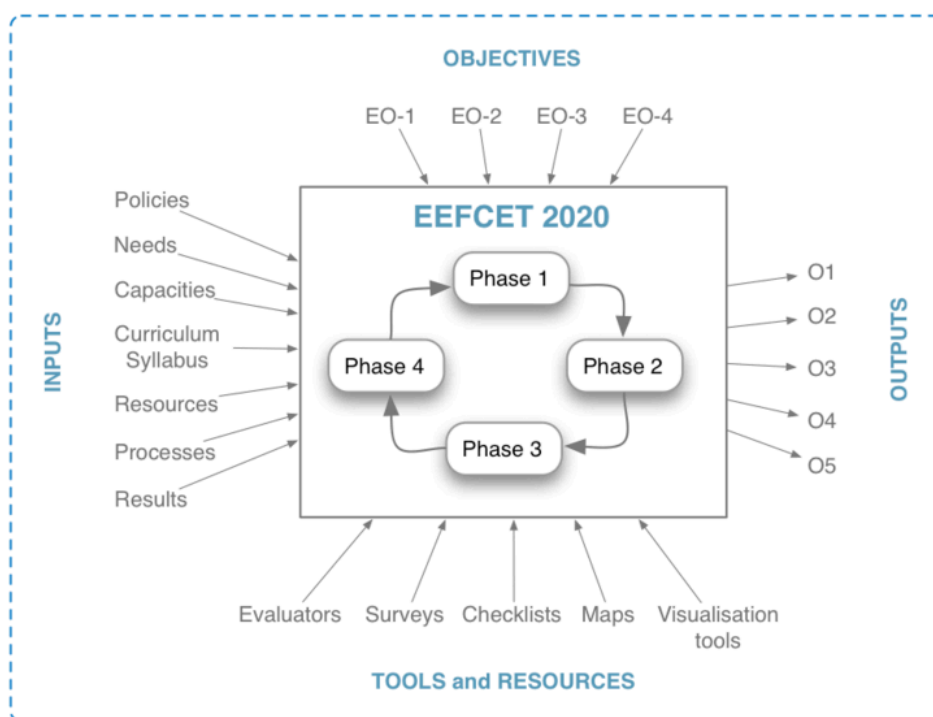 OBJECTIVES
EO-1 EO-2 EO-3 EO-4
EEFCET 2020
Phase 1
Phase 2
Phase 3
Phase 4
INPUTS
Policies
Needs
Capacities
Curriculum
Syllabus
Resources
Processes
Results
OUTPUTS
O1
O2
O3
O4
O5
Evaluators Surveys Checklists Maps Visualisation
tools
TOOLS and RESOURCES